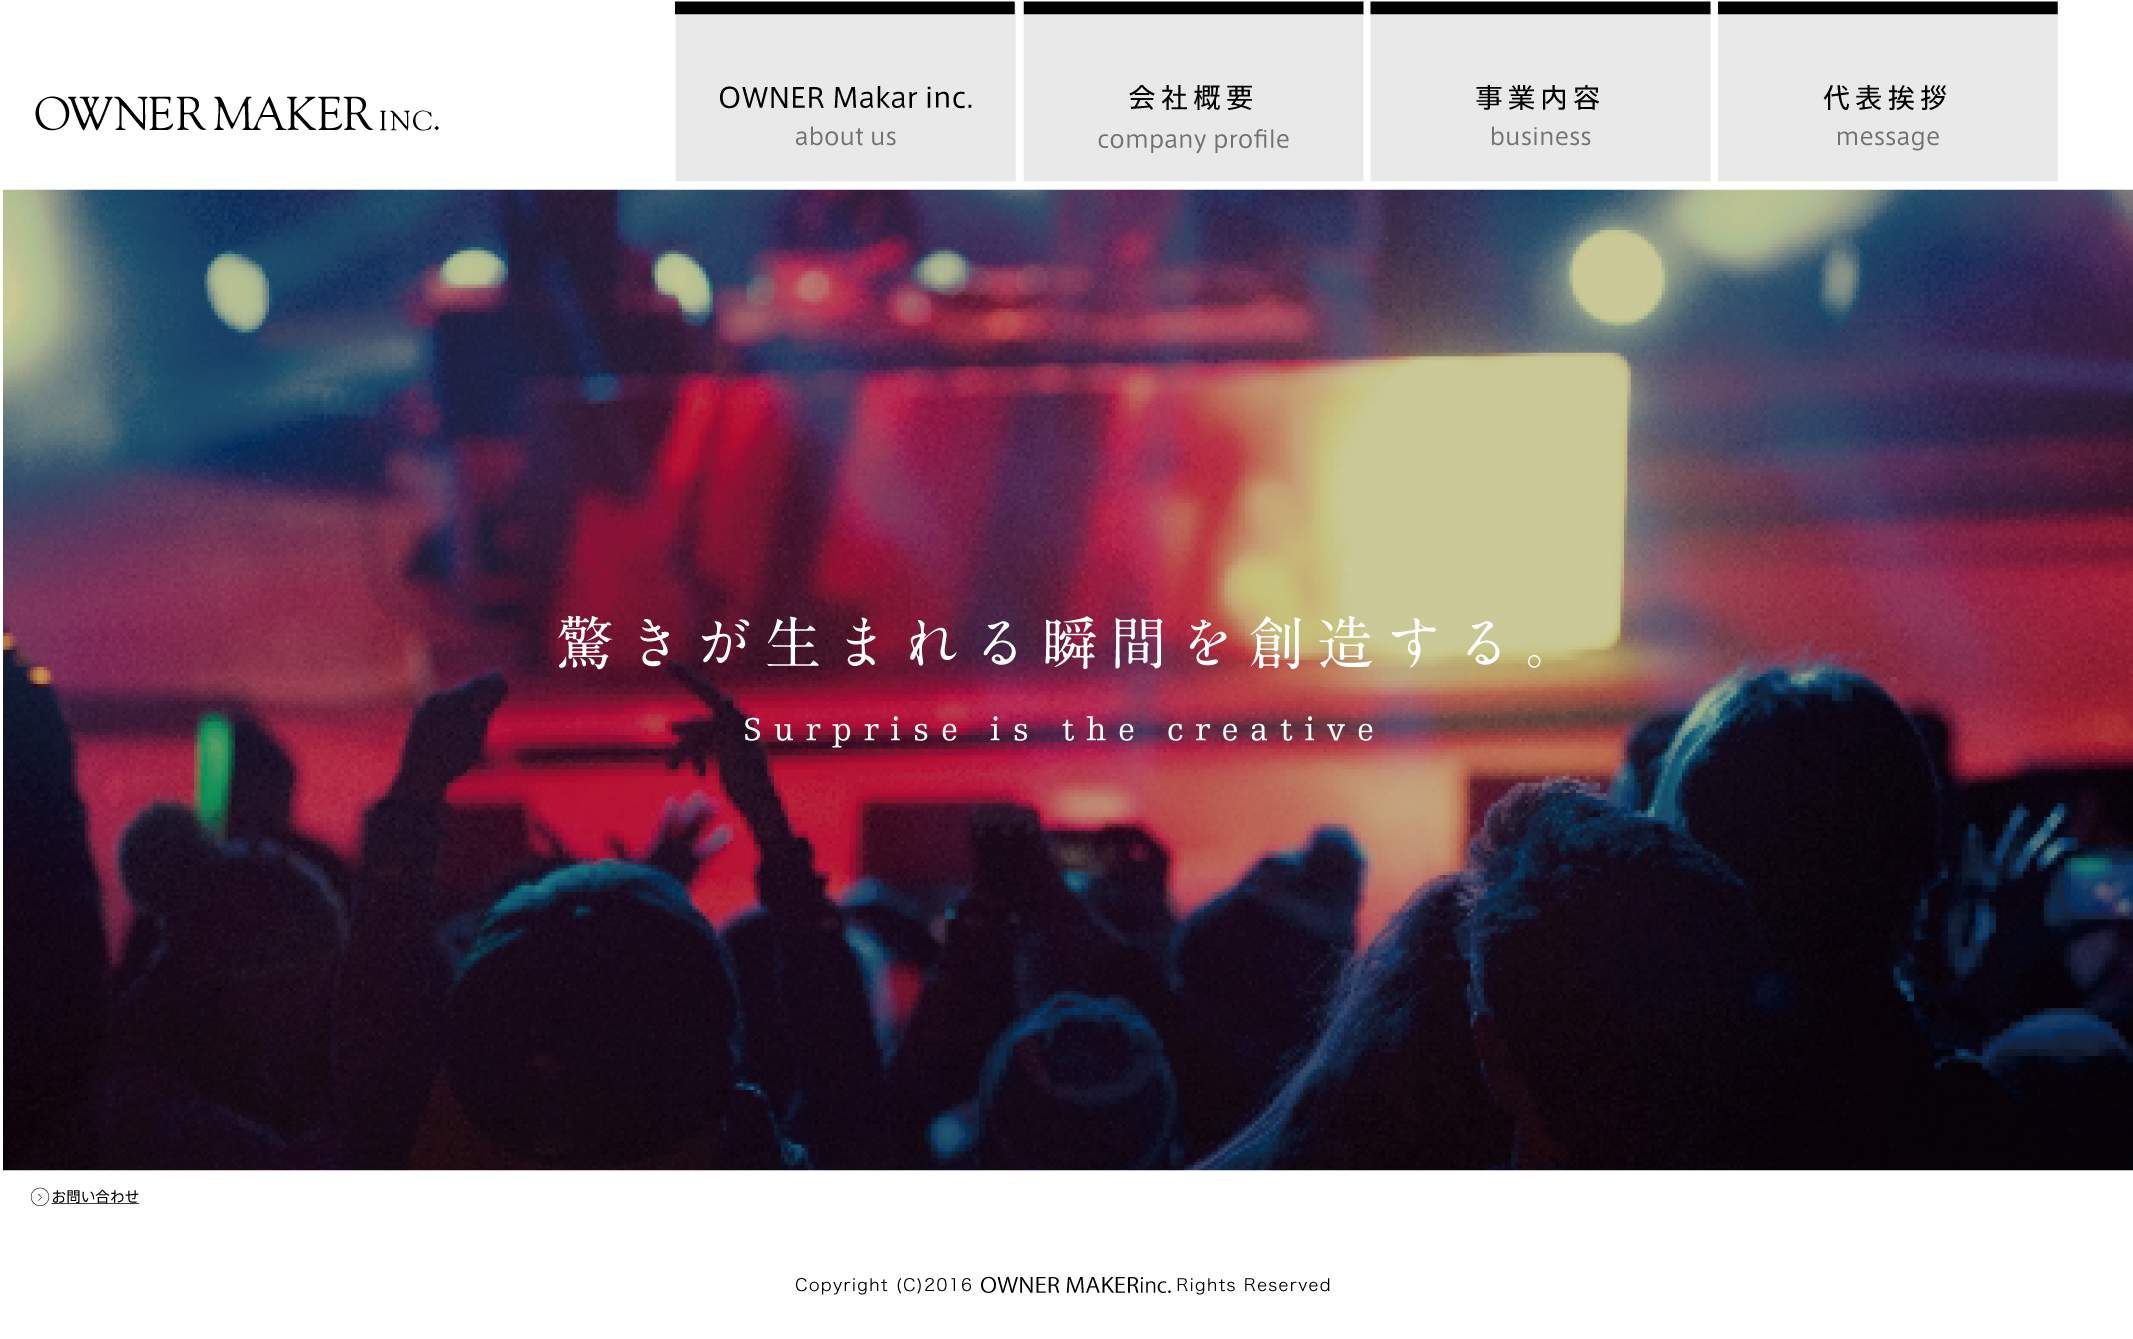 OWNER MAKER INC.
OWNER Makar inc.
about us
会社概要
company profile
事業内容
business
代表挨拶
message
驚きが生まれる瞬間を創造する。
Surprise is the creative
お問い合わせ
Copyright (C)2016 OWNER MAKERinc. Rights Reserved